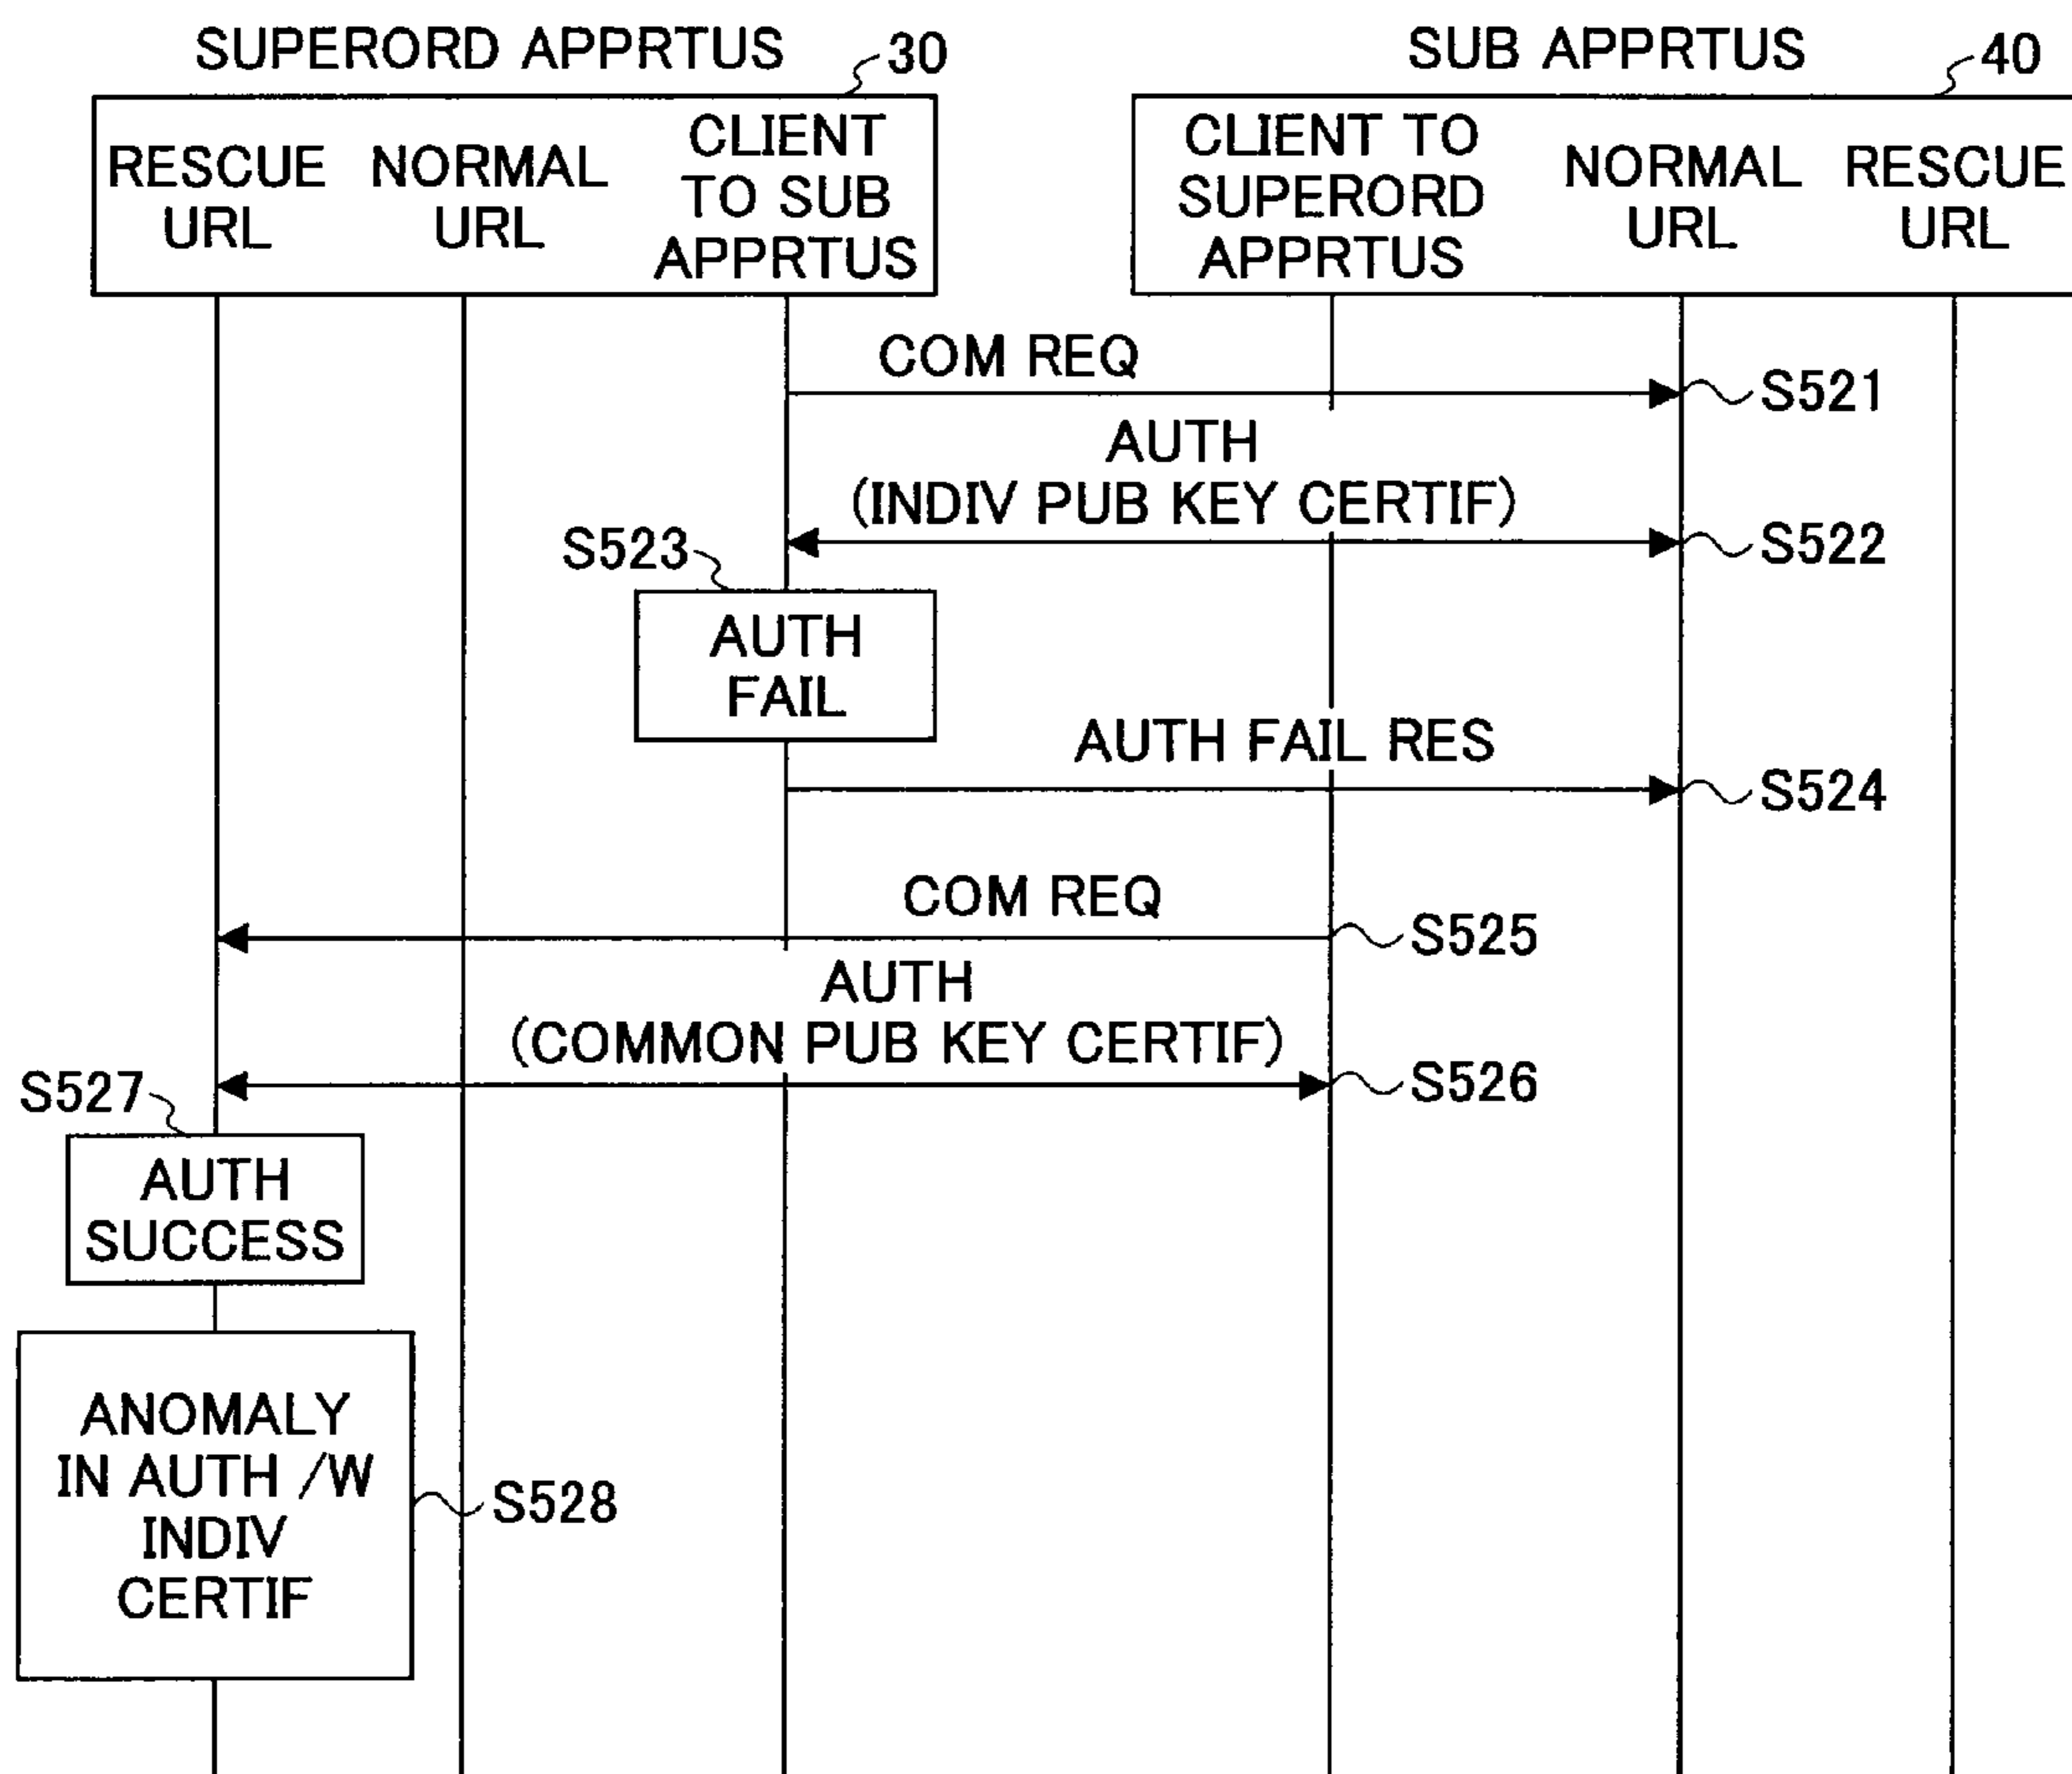 SUPERORD APPRTUS
30
SUB APPRTUS
40
RESCUE
URL
NORMAL
URL
CLIENT
TO SUB
APPRTUS
CLIENT TO
SUPERORD
APPRTUS
NORMAL
URL
RESCUE
URL
COM REQ
S521
AUTH
(INDIV PUB KEY CERTIF)
S522
S523
AUTH
FAIL
AUTH FAIL RES
S524
COM REQ
S525
AUTH
(COMMON PUB KEY CERTIF)
S526
S527
AUTH
SUCCESS
ANOMALY
IN AUTH /W
INDIV
CERTIF
S528